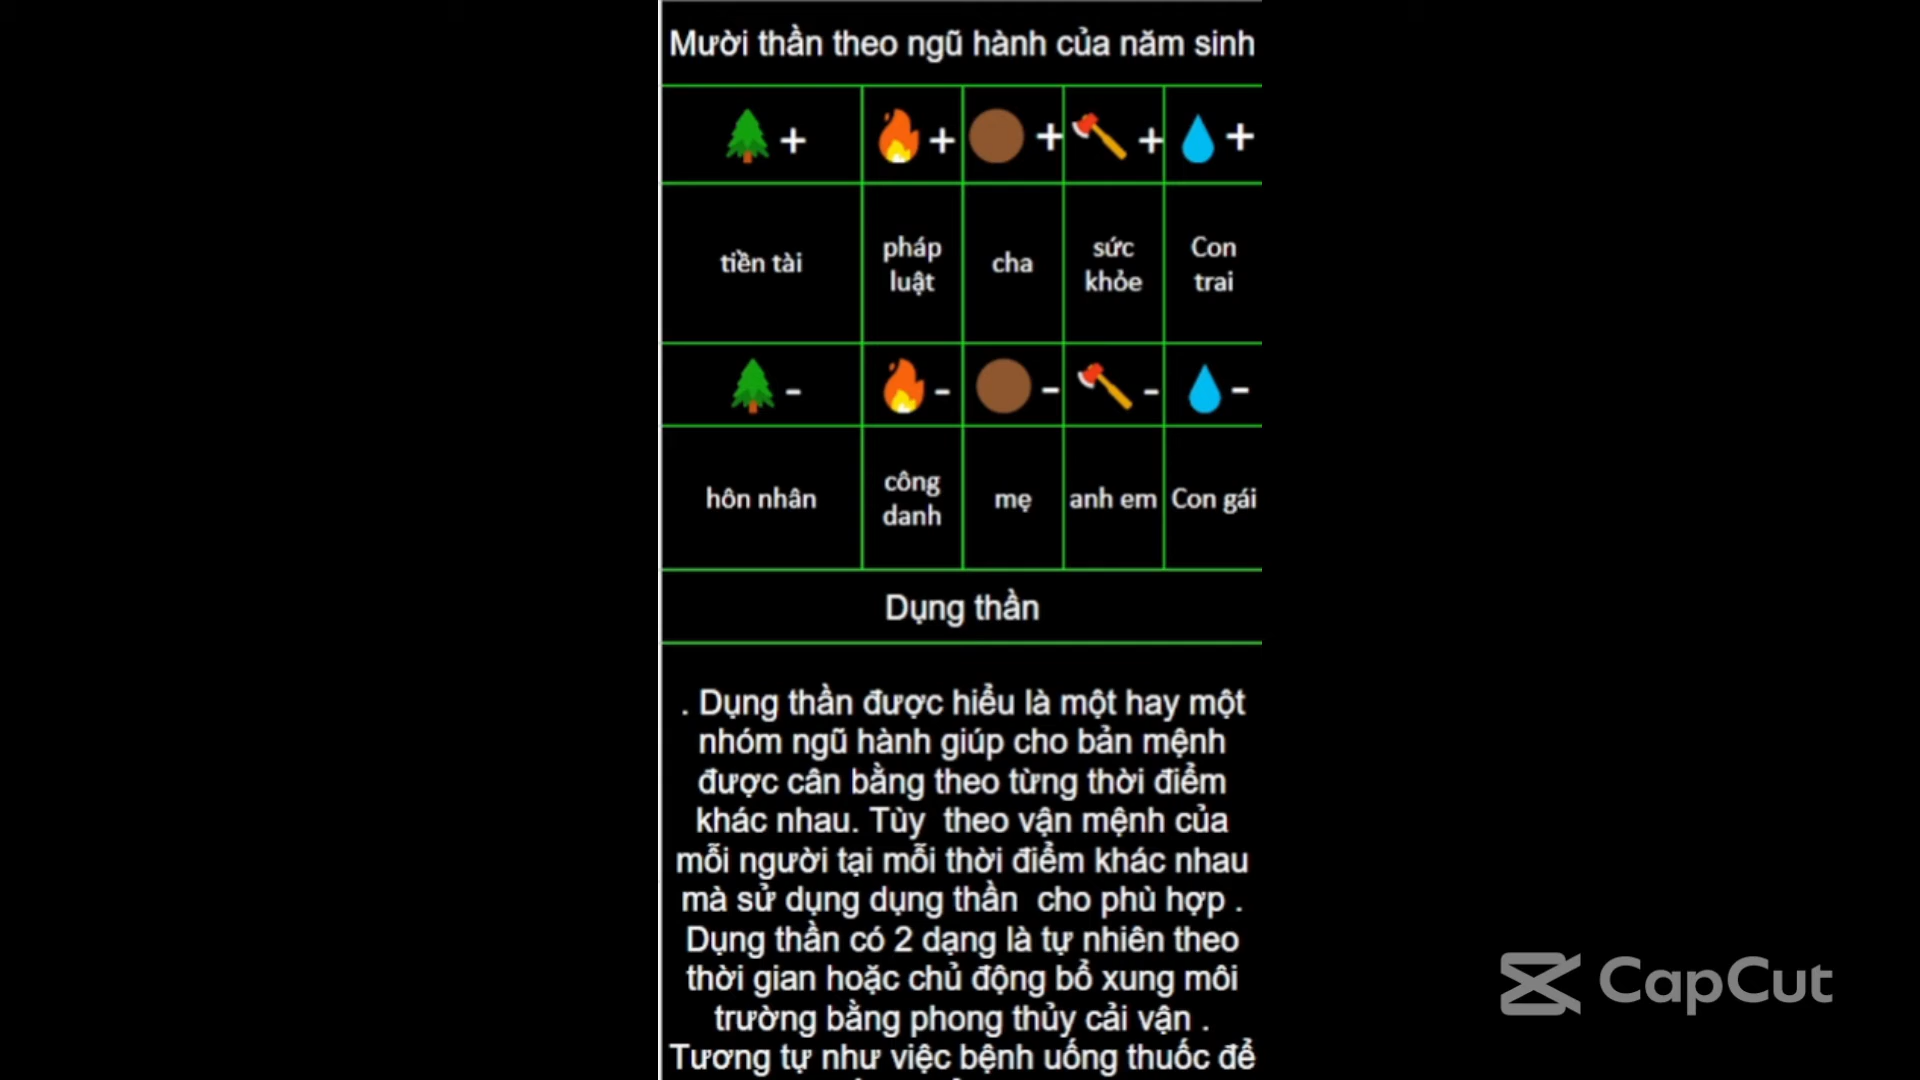 Mười thần theo ngũ hành của năm sinh
+ + + + +
tiền tài
pháp
luật
cha
sức
khỏe
Con
trai
- - - - -
hôn nhân
công
danh
mẹ
anh em
Con gái
Dụng thần
. Dụng thần được hiểu là một hay một
nhóm ngũ hành giúp cho bản mệnh
được cân bằng theo từng thời điểm
khác nhau. Tùy  theo vận mệnh của
mỗi người tại mỗi thời điểm khác nhau
mà sử dụng dụng thần  cho phù hợp .
Dụng thần có 2 dạng là tự nhiên theo
thời gian hoặc chủ động bổ xung môi
trường bằng phong thủy cải vận .
Tương tự như việc bệnh uống thuốc để
CapCut